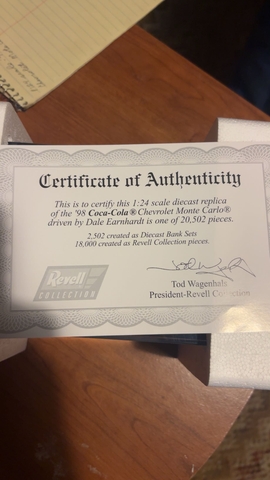 Certificate of Authenticity
This is to certify this 1:24 scale diecast replica
of the '98 Coca-Cola® Chevrolet Monte Carlo®
driven by Dale Earnhardt is one of 20,502 pieces.
2,502 created as Diecast Bank Sets
18,000 created as Revell Collection pieces.
Revell
COLLECTION
Tod Wagenhals
President-Revell Collection